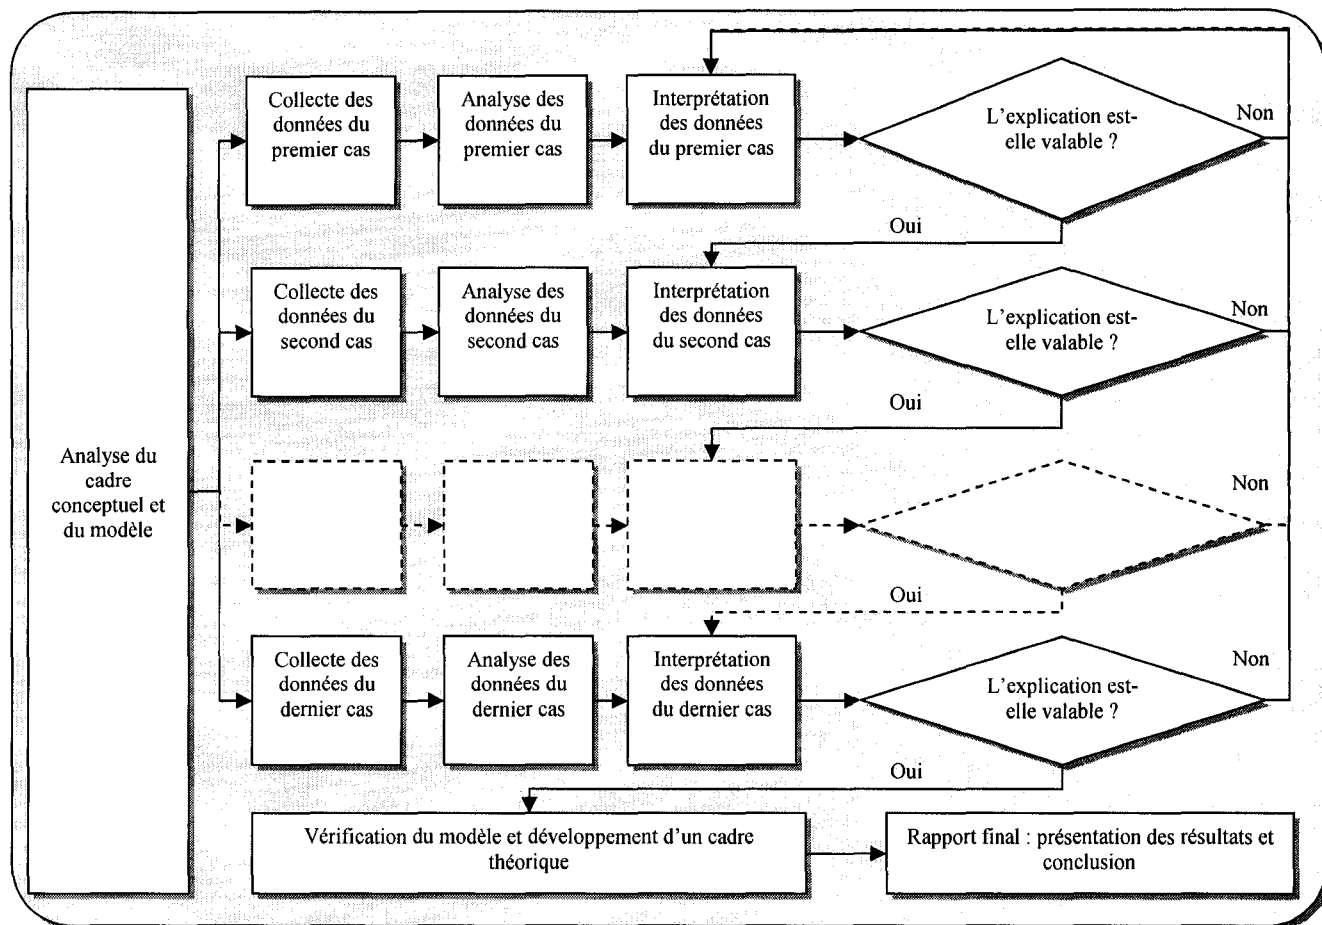 Analyse du
cadre
conceptuel et
du modèle
Collecte des
données du
premier cas
Analyse des
données du
premier cas
Interprétation
des données
du premier cas
L'explication est-
elle valable ?
Non
Oui
Collecte des
données du
second cas
Analyse des
données du
second cas
Interprétation
des données
du second cas
L'explication est-
elle valable ?
Non
Oui
Non
Oui
Collecte des
données du
dernier cas
Analyse des
données du
dernier cas
Interprétation
des données
du dernier cas
L'explication est-
elle valable ?
Non
Oui
Vérification du modèle et développement d'un cadre
théorique
Rapport final : présentation des résultats et
conclusion